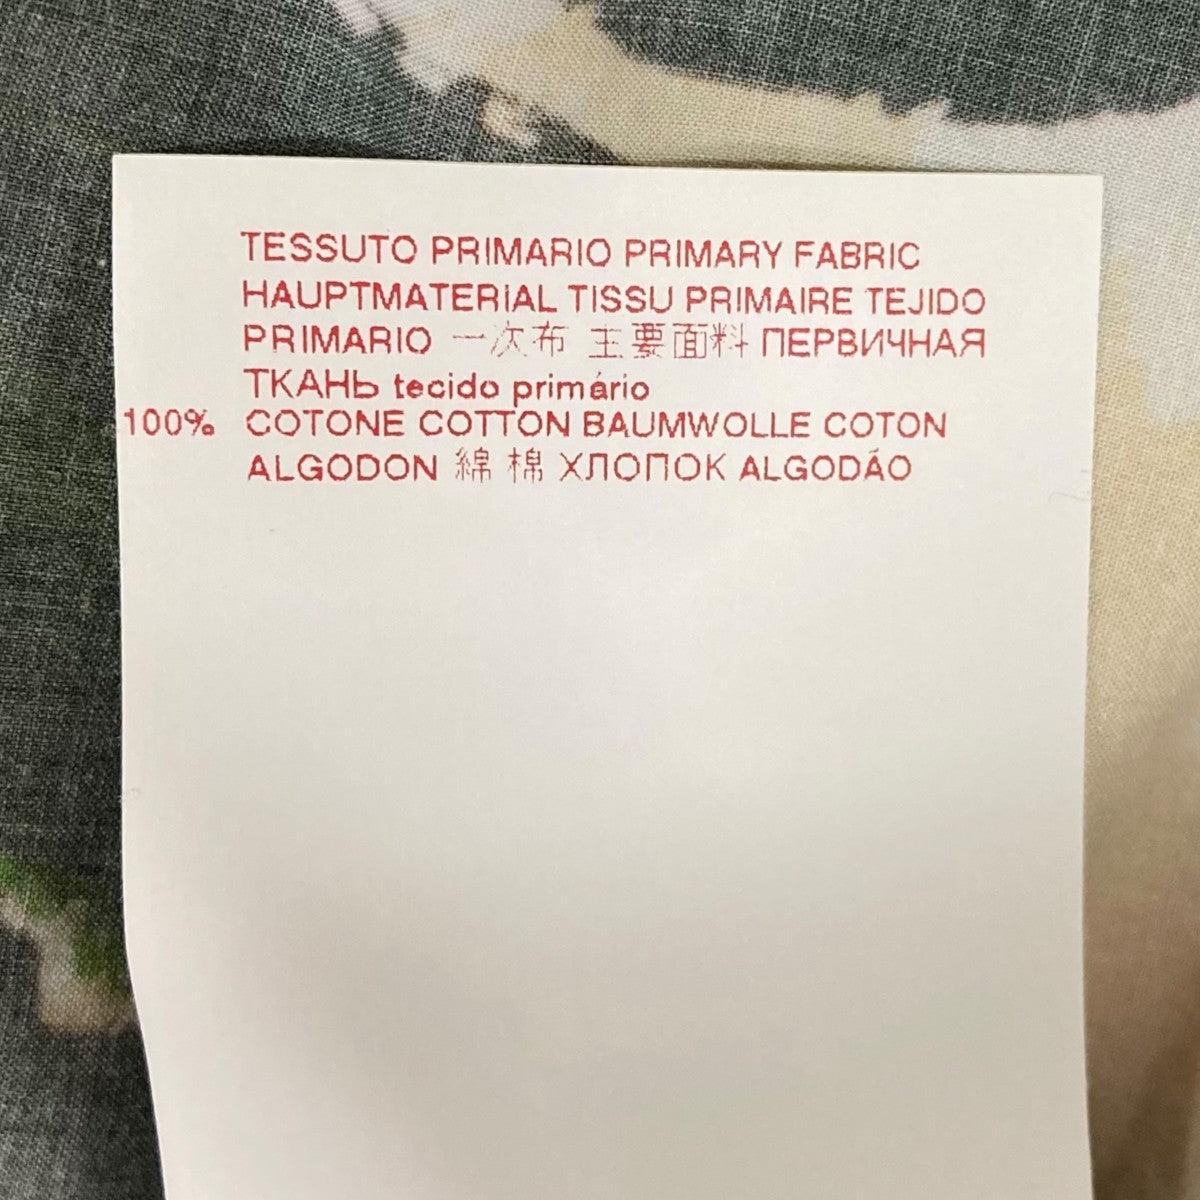 TESSUTO PRIMARIO PRIMARY FABRIC
HAUPTMATERIAL TISSU PRIMAIRE TEJIDO
PRIMARIO 一次布 主要面料 ПЕРВИЧНАЯ
ТКАНЬ tecido primário
100% COTONE COTTON BAUMWOLLE COTON
ALGODON 綿 棉 ХЛОПОК ALGODÁO